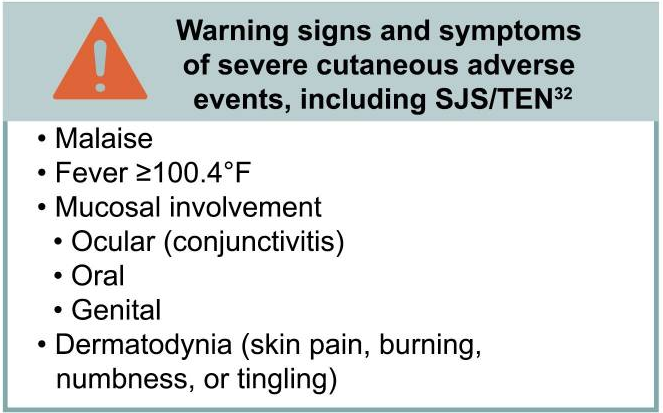 Warning signs and symptoms
of severe cutaneous adverse
events, including SJS/TEN³²
• Malaise
• Fever ≥100.4°F
• Mucosal involvement
• Ocular (conjunctivitis)
• Oral
• Genital
• Dermatodynia (skin pain, burning,
numbness, or tingling)